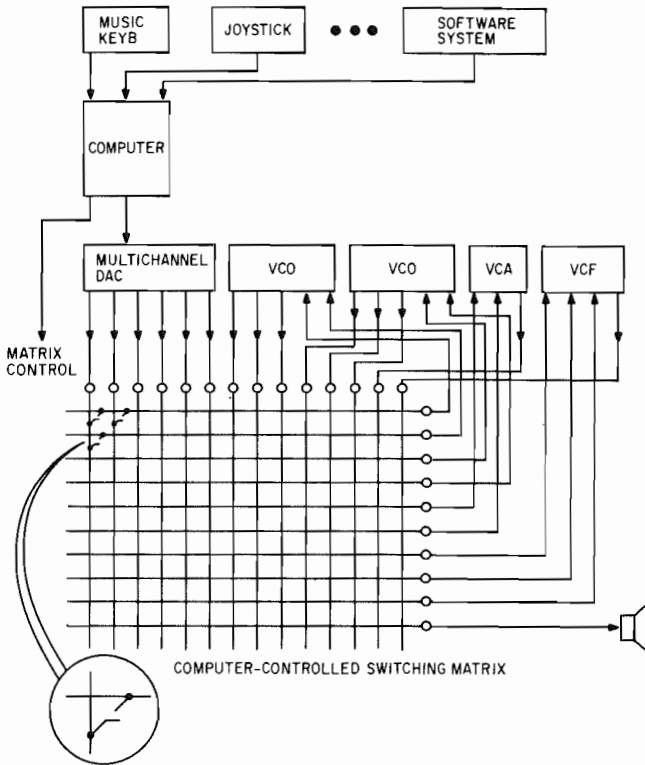 MUSIC
KEYB
JOYSTICK
SOFTWARE
SYSTEM
COMPUTER
MULTICHANNEL
DAC
VCO
VCO
VCA
VCF
MATRIX
CONTROL
COMPUTER-CONTROLLED SWITCHING MATRIX